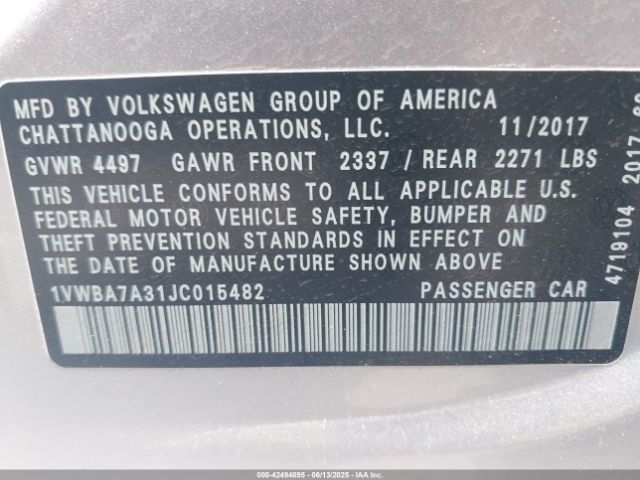 MFD BY VOLKSWAGEN GROUP OF AMERICA
CHATTANOOGA OPERATIONS, LLC. 11/2017
GVWR 4497 GAWR FRONT 2337 / REAR 2271 LBS
THIS VEHICLE CONFORMS TO ALL APPLICABLE U.S.
FEDERAL MOTOR VEHICLE SAFETY, BUMPER AND
THEFT PREVENTION STANDARDS IN EFFECT ON
THE DATE OF MANUFACTURE SHOWN ABOVE
1VWBA7A31JC015482 PASSENGER CAR
4719104 2017
000-42494895 - 06/13/2025 - IAA Inc.